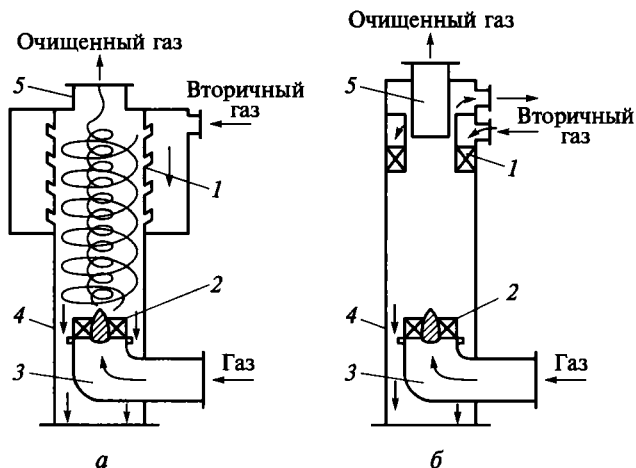 Очищенный газ
5
Вторичный
газ
1
2
4
Газ
3
а
Очищенный газ
5
Вторичный
газ
1
2
4
Газ
3
б